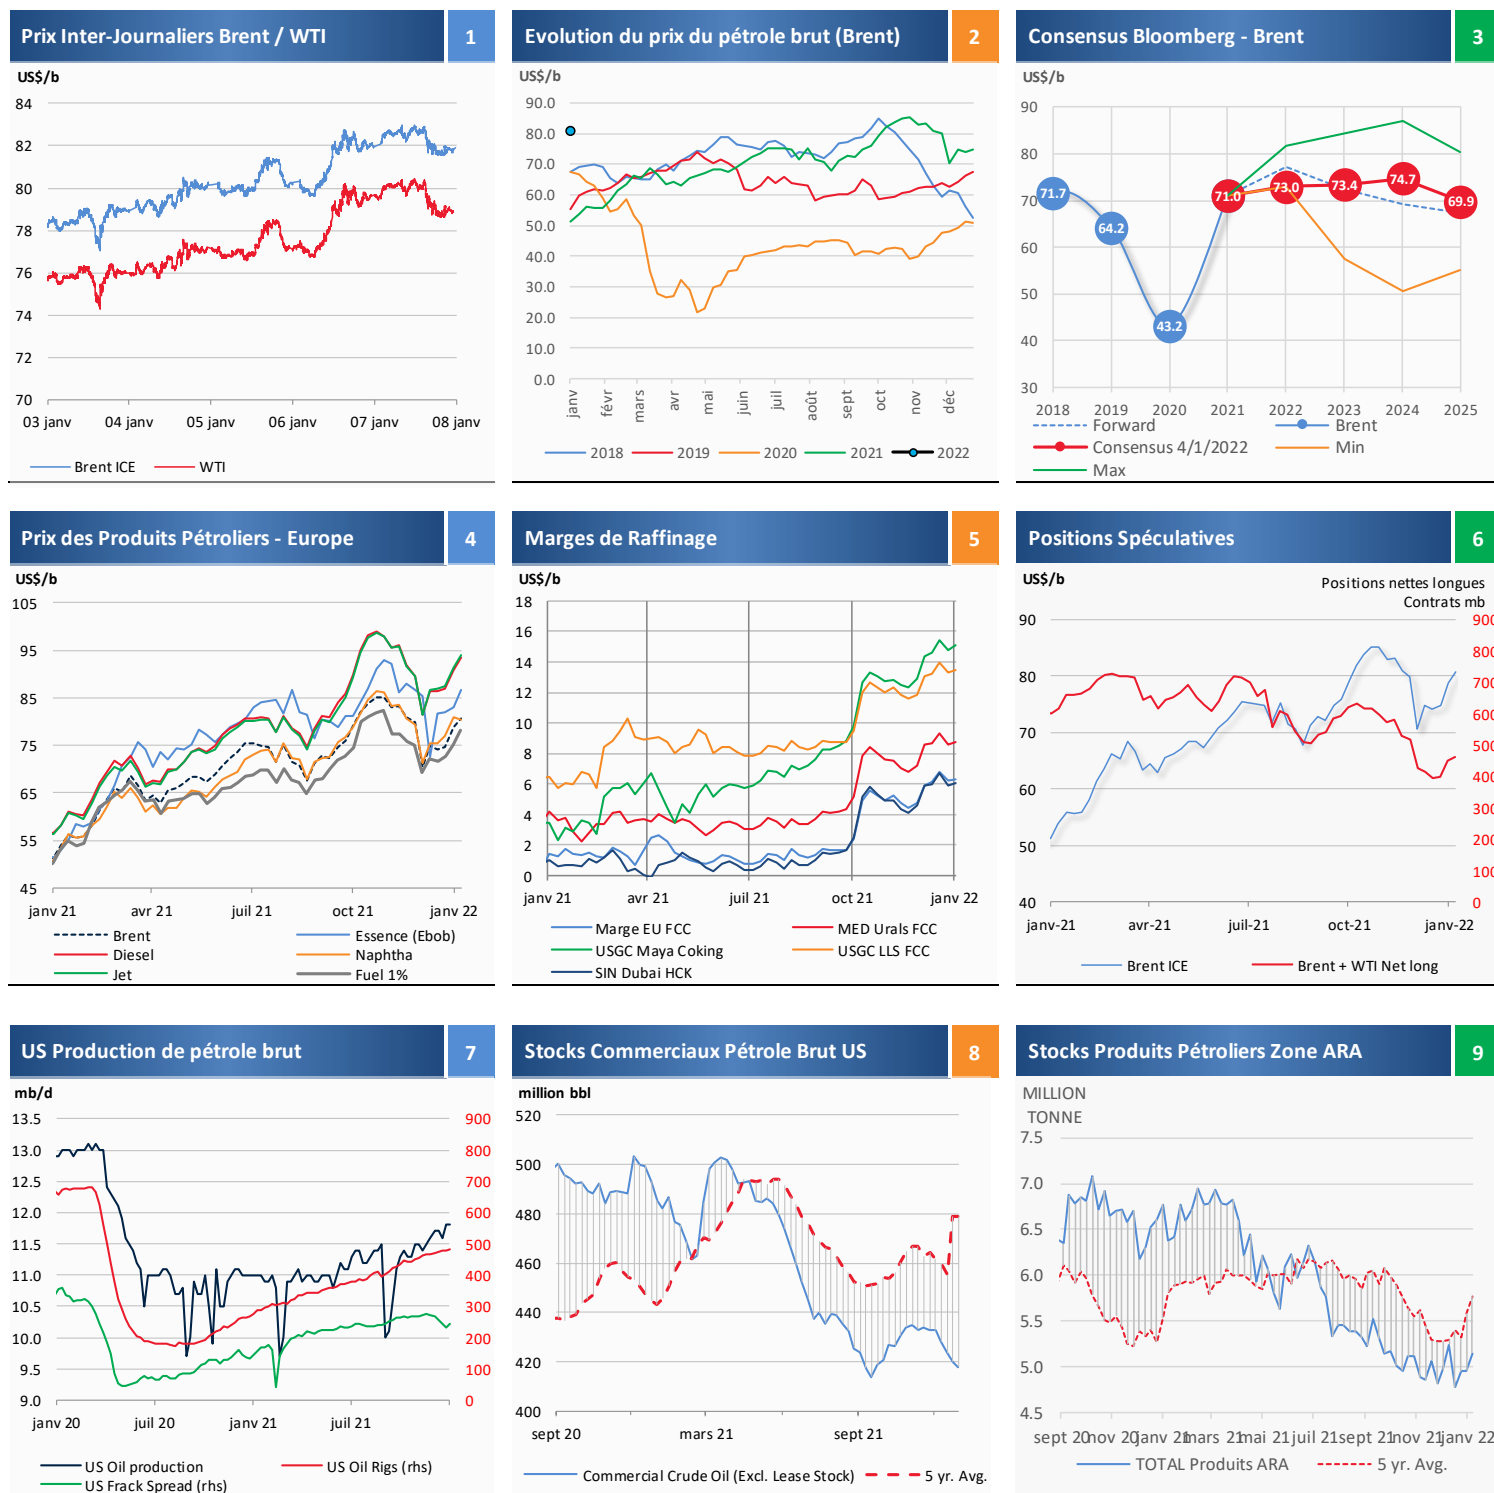 Prix Inter-Journaliers Brent / WTI 1
US$/b
84
82
80
78
76
74
72
70
03 janv 04 janv 05 janv 06 janv 07 janv 08 janv
Brent ICE WTI
Evolution du prix du pétrole brut (Brent) 2
US$/b
90.0
80.0
70.0
60.0
50.0
40.0
30.0
20.0
10.0
0.0
janv févr mars avr mai juin juil août sept oct nov déc
2018 2019 2020 2021 2022
Consensus Bloomberg - Brent 3
US$/b
90
80
70
60
50
40
30
71.7 64.2 43.2 71.0 73.0 73.4 74.7 69.9
2018 2019 2020 2021 2022 2023 2024 2025
Forward Brent
Consensus 4/1/2022 Min
Max
Prix des Produits Pétroliers - Europe 4
US$/b
105
95
85
75
65
55
45
janv 21 avr 21 juil 21 oct 21 janv 22
Brent Essence (Ebob)
Diesel Naphtha
Jet Fuel 1%
Marges de Raffinage 5
US$/b
18
16
14
12
10
8
6
4
2
0
janv 21 avr 21 juil 21 oct 21 janv 22
Marge EU FCC MED Urals FCC
USGC Maya Coking USGC LLS FCC
SIN Dubai HCK
Positions Spéculatives 6
US$/b
Positions nettes longues
Contrats mb
90 900
80 800
70 700
60 600
50 500
40 400
300
200
100
0
janv-21 avr-21 juil-21 oct-21 janv-22
Brent ICE Brent + WTI Net long
US Production de pétrole brut 7
mb/d
13.5 900
13.0 800
12.5 700
12.0 600
11.5 500
11.0 400
10.5 300
10.0 200
9.5 100
9.0 0
janv 20 juil 20 janv 21 juil 21
US Oil production US Oil Rigs (rhs)
US Frack Spread (rhs)
Stocks Commerciaux Pétrole Brut US 8
million bbl
520
500
480
460
440
420
400
sept 20 mars 21 sept 21
Commercial Crude Oil (Excl. Lease Stock) 5 yr. Avg.
Stocks Produits Pétroliers Zone ARA 9
MILLION
TONNE
7.5
7.0
6.5
6.0
5.5
5.0
4.5
sept 20 nov 20 janv 21 mars 21 mai 21 juil 21 sept 21 nov 21 janv 22
TOTAL Produits ARA 5 yr. Avg.